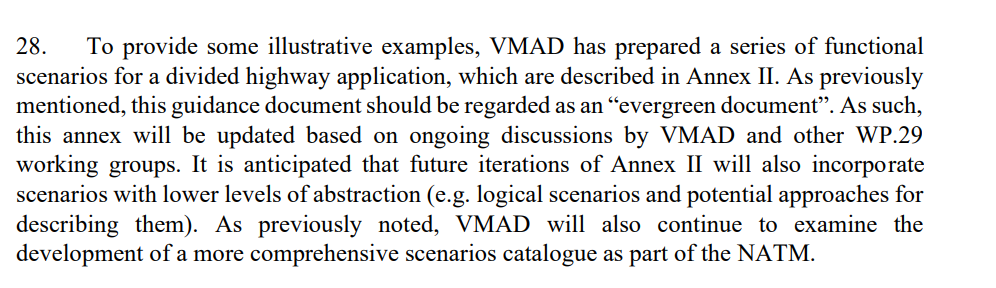 28. To provide some illustrative examples, VMAD has prepared a series of functional
scenarios for a divided highway application, which are described in Annex II. As previously
mentioned, this guidance document should be regarded as an “evergreen document”. As such,
this annex will be updated based on ongoing discussions by VMAD and other WP.29
working groups. It is anticipated that future iterations of Annex II will also incorporate
scenarios with lower levels of abstraction (e.g. logical scenarios and potential approaches for
describing them). As previously noted, VMAD will also continue to examine the
development of a more comprehensive scenarios catalogue as part of the NATM.